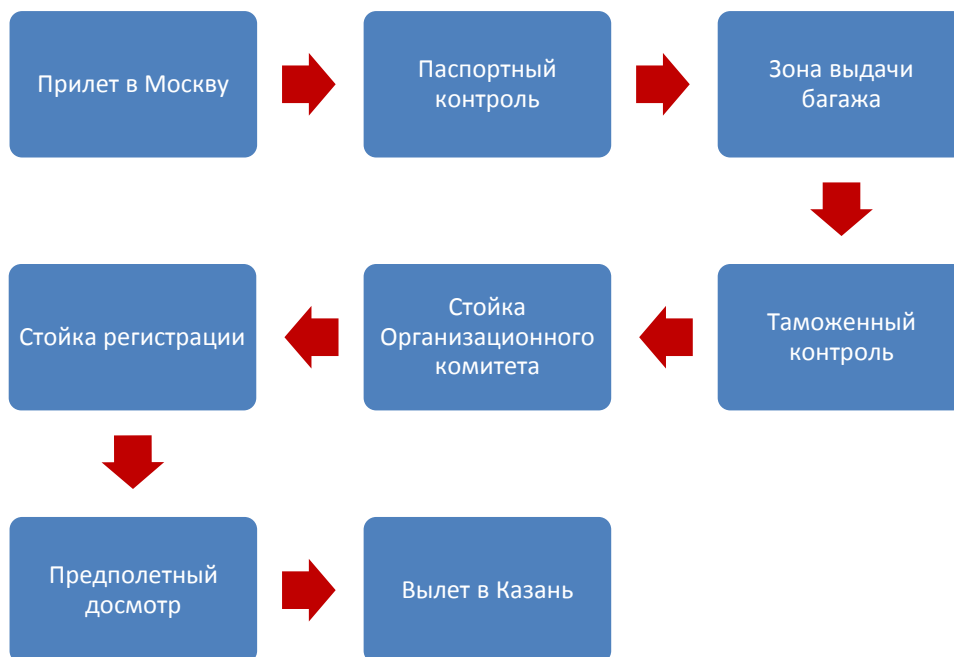 Прилет в Москву
Паспортный
контроль
Зона выдачи
багажа
Таможенный
контроль
Стойка
Организационного
комитета
Стойка регистрации
Предполетный
досмотр
Вылет в Казань